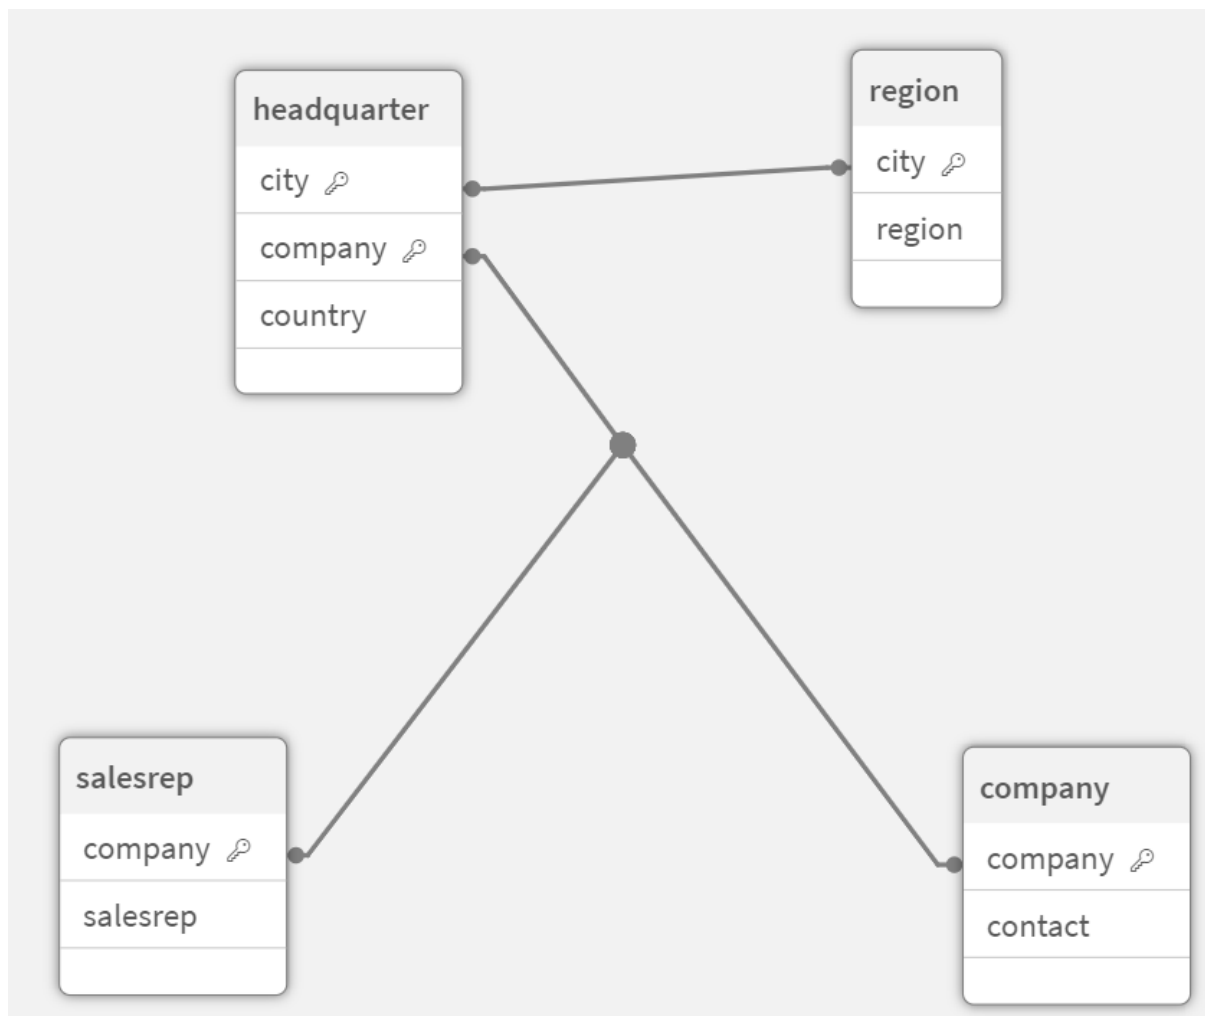 headquarter
city
company
country
region
city
region
salesrep
company
salesrep
company
company
contact